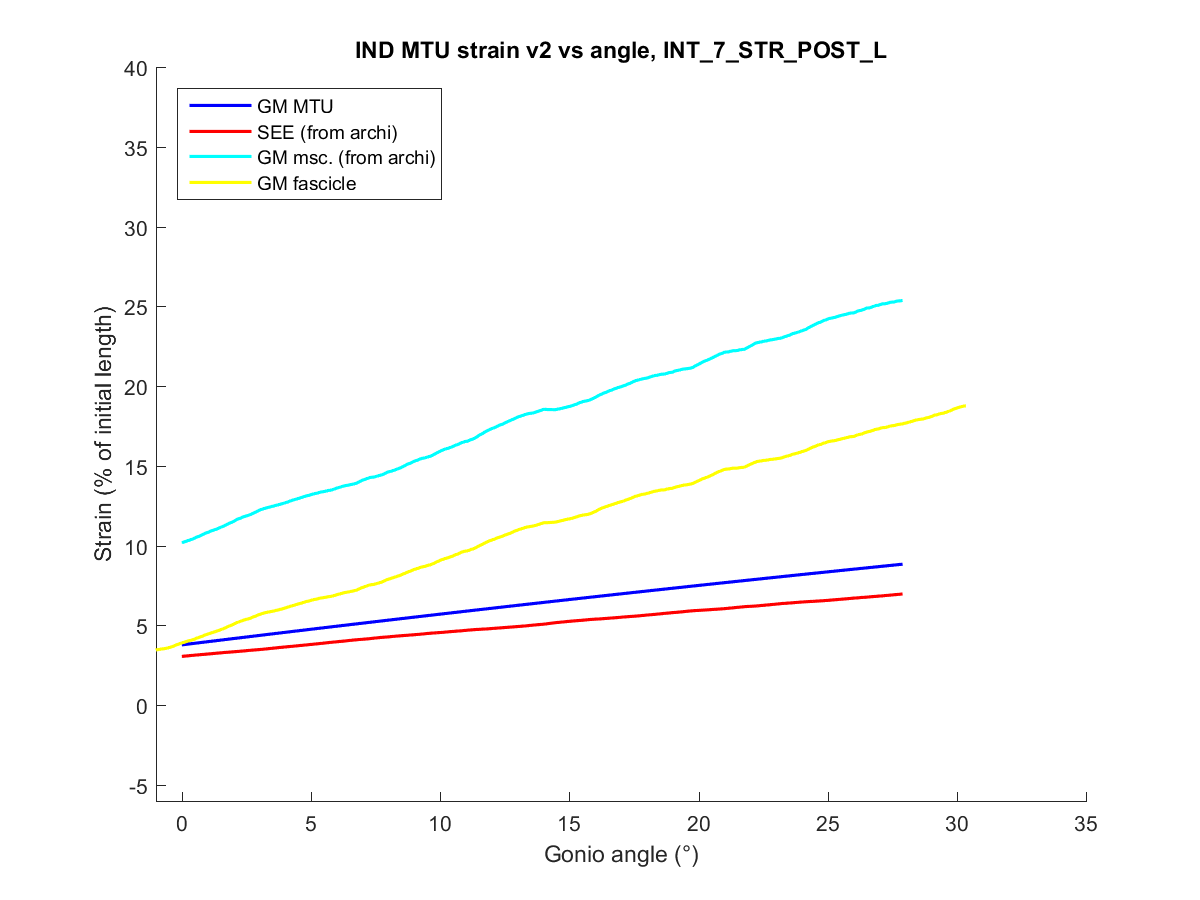 IND MTU strain v2 vs angle, INT_7_STR_POST_L
40
35
30
25
20
15
10
5
0
-5
Strain (% of initial length)
GM MTU
SEE (from archi)
GM msc. (from archi)
GM fascicle
0 5 10 15 20 25 30 35
Gonio angle (°)